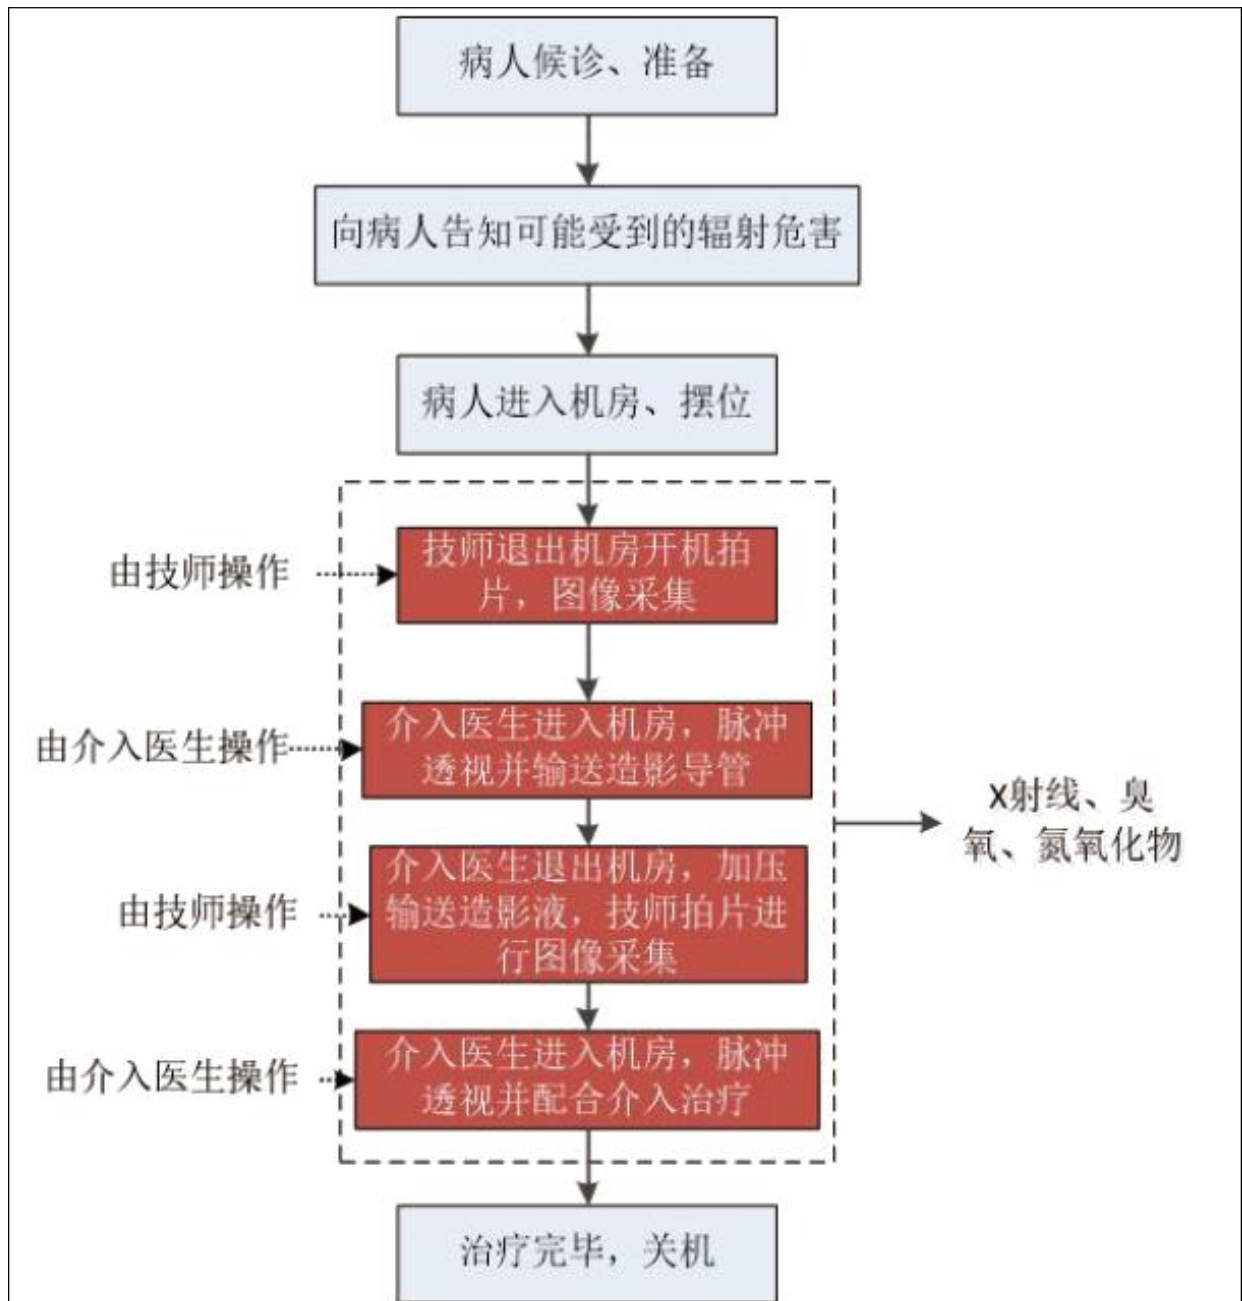 病人候诊、准备
向病人告知可能受到的辐射危害
病人进入机房、摆位
由技师操作
技师退出机房开机拍
片，图像采集
由介入医生操作
介入医生进入机房，脉冲
透视并输送造影导管
X射线、臭
氧、氮氧化物
由技师操作
介入医生退出机房，加压
输送造影液，技师拍片进
行图像采集
由介入医生操作
介入医生进入机房，脉冲
透视并配合介入治疗
治疗完毕，关机